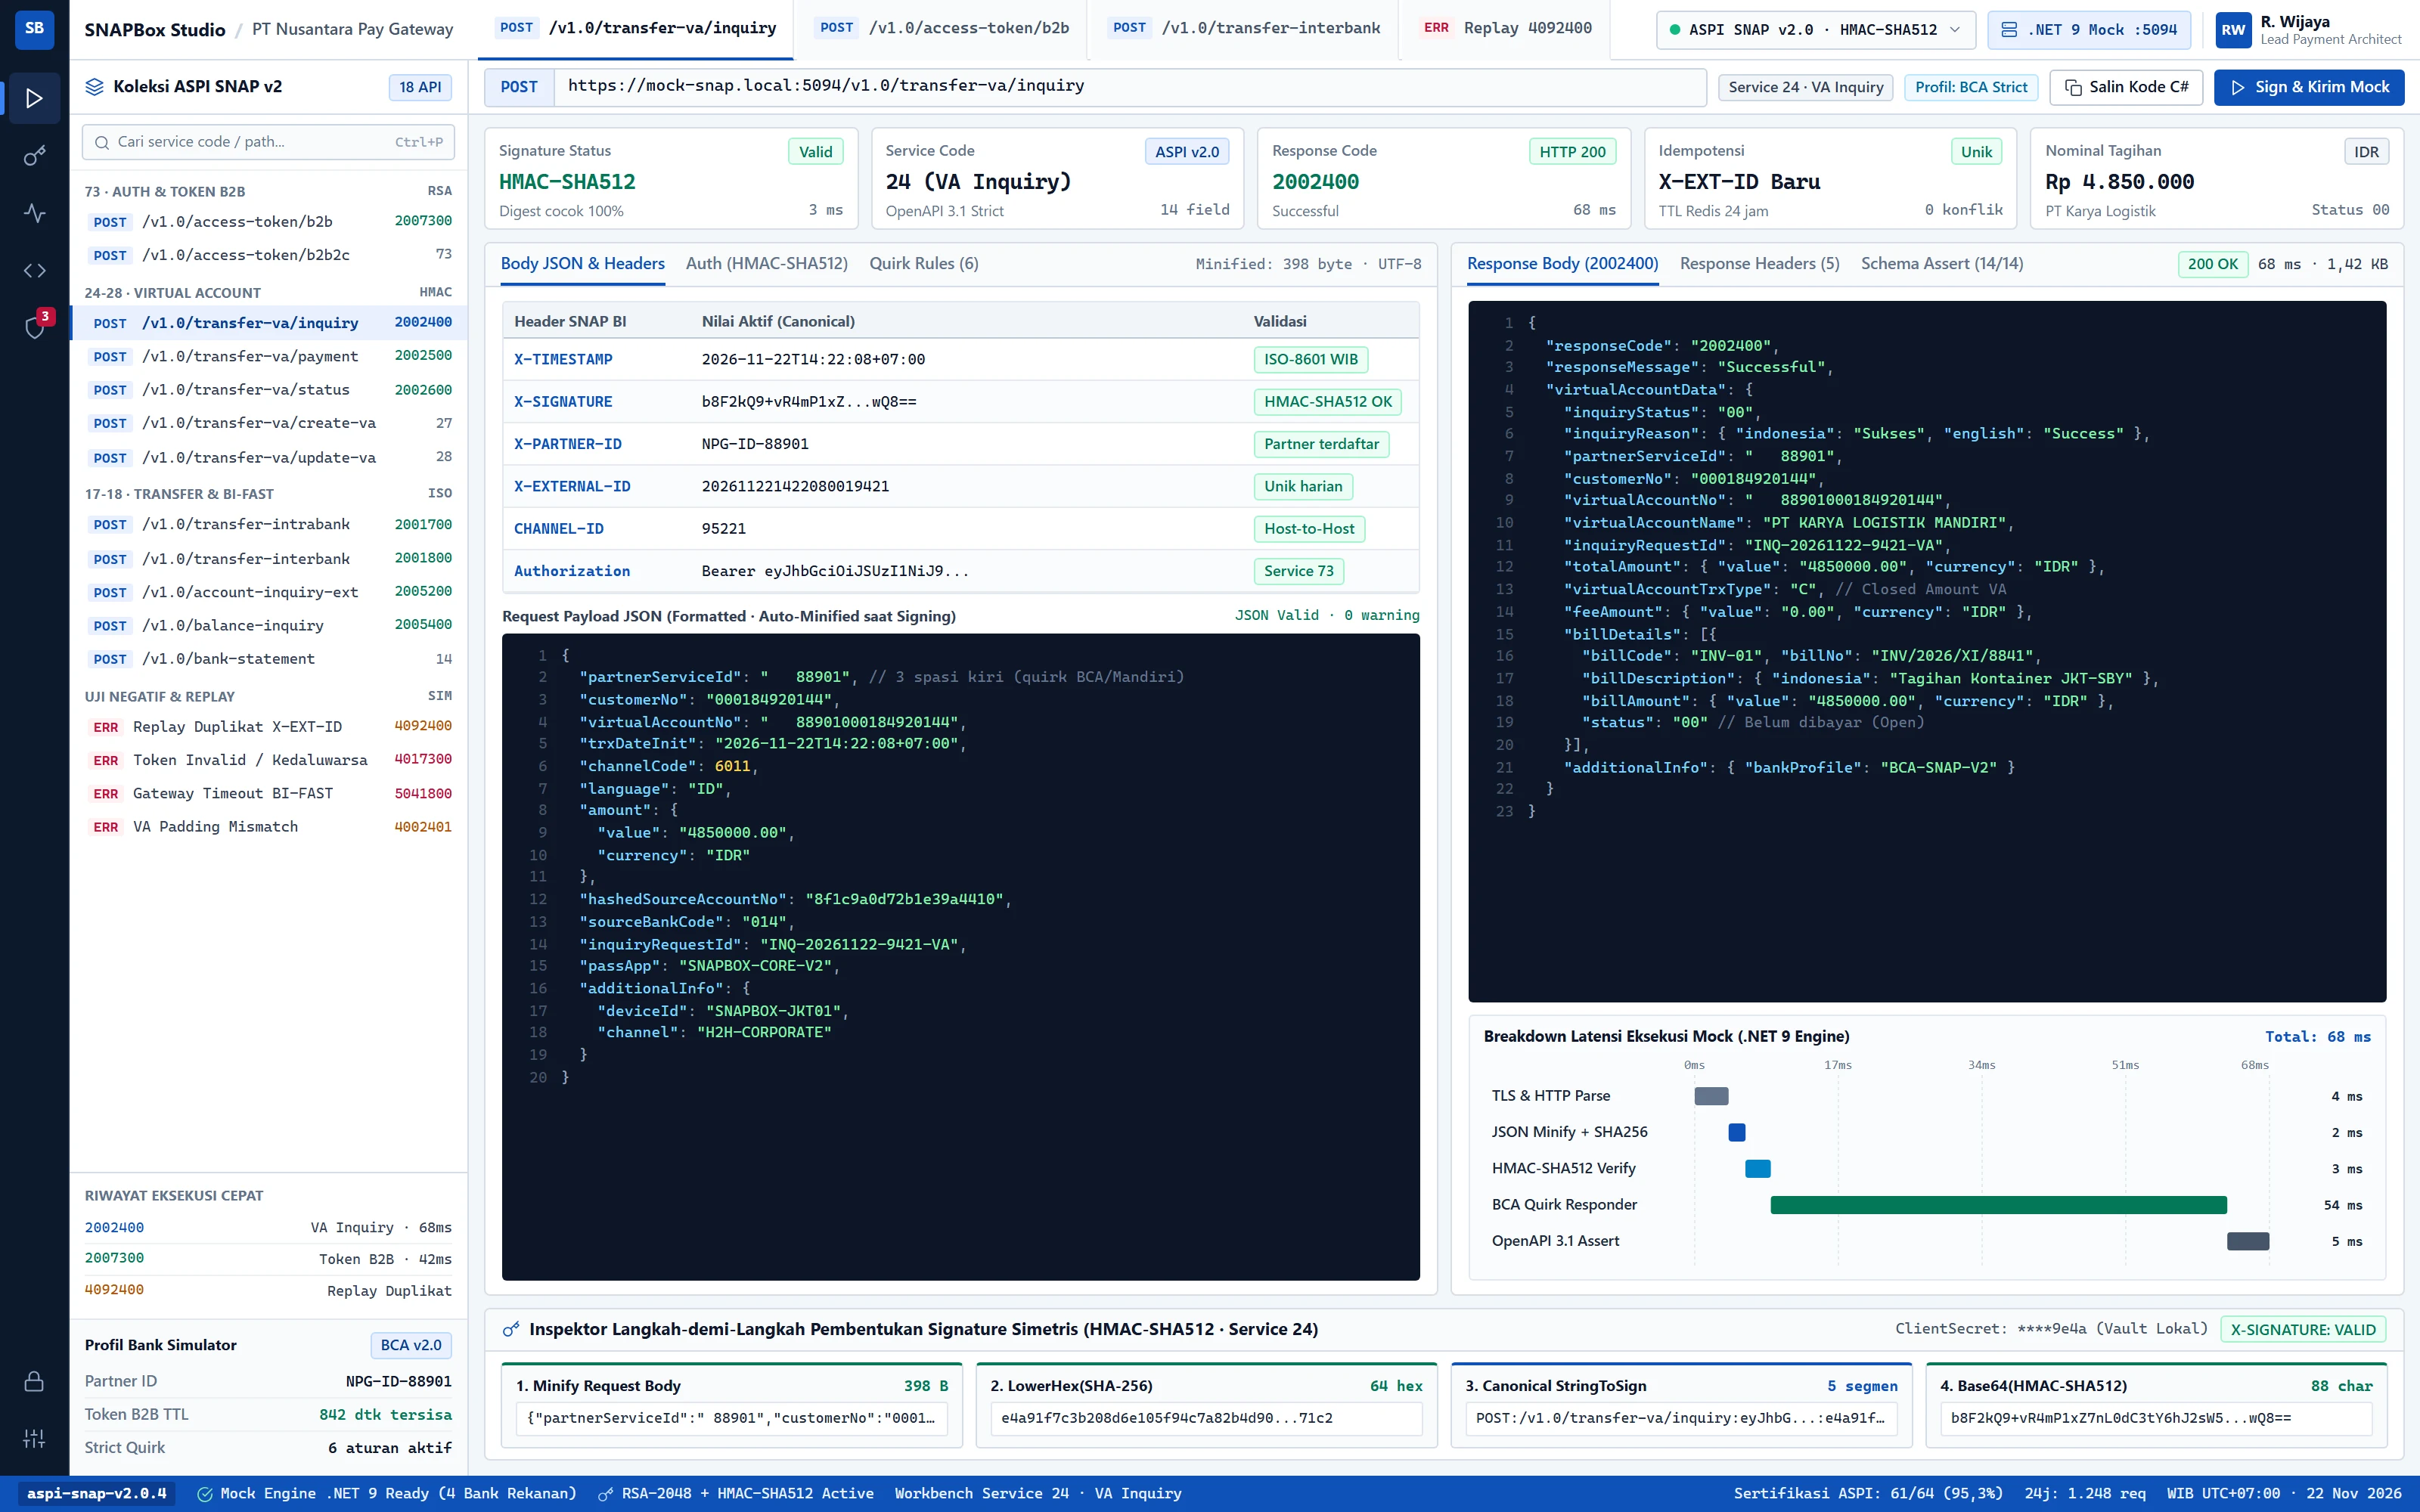 SB
SNAPBox Studio / PT Nusantara Pay Gateway
POST /v1.0/transfer-va/inquiry
POST /v1.0/access-token/b2b
POST /v1.0/transfer-interbank
ERR Replay 4092400
ASPI SNAP v2.0 · HMAC-SHA512
.NET 9 Mock :5094
RW
R. Wijaya
Lead Payment Architect
Koleksi ASPI SNAP v2
18 API
POST https://mock-snap.local:5094/v1.0/transfer-va/inquiry
Service 24 · VA Inquiry
Profil: BCA Strict
Salin Kode C#
Sign & Kirim Mock
3
Cari service code / path... Ctrl+P
73 · AUTH & TOKEN B2B RSA
POST /v1.0/access-token/b2b 2007300
POST /v1.0/access-token/b2b2c 73
24-28 · VIRTUAL ACCOUNT HMAC
POST /v1.0/transfer-va/inquiry 2002400
POST /v1.0/transfer-va/payment 2002500
POST /v1.0/transfer-va/status 2002600
POST /v1.0/transfer-va/create-va 27
POST /v1.0/transfer-va/update-va 28
17-18 · TRANSFER & BI-FAST ISO
POST /v1.0/transfer-intrabank 2001700
POST /v1.0/transfer-interbank 2001800
POST /v1.0/account-inquiry-ext 2005200
POST /v1.0/balance-inquiry 2005400
POST /v1.0/bank-statement 14
UJI NEGATIF & REPLAY SIM
ERR Replay Duplikat X-EXT-ID 4092400
ERR Token Invalid / Kedaluwarsa 4017300
ERR Gateway Timeout BI-FAST 5041800
ERR VA Padding Mismatch 4002401
RIWAYAT EKSEKUSI CEPAT
2002400 VA Inquiry · 68ms
2007300 Token B2B · 42ms
4092400 Replay Duplikat
Profil Bank Simulator BCA v2.0
Partner ID NPG-ID-88901
Token B2B TTL 842 dtk tersisa
Strict Quirk 6 aturan aktif
Signature Status Valid
HMAC-SHA512
Digest cocok 100% 3 ms
Service Code ASPI v2.0
24 (VA Inquiry)
OpenAPI 3.1 Strict 14 field
Response Code HTTP 200
2002400
Successful 68 ms
Idempotensi Unik
X-EXT-ID Baru
TTL Redis 24 jam 0 konflik
Nominal Tagihan IDR
Rp 4.850.000
PT Karya Logistik Status 00
Body JSON & Headers Auth (HMAC-SHA512) Quirk Rules (6) Minified: 398 byte · UTF-8
Header SNAP BI Nilai Aktif (Canonical) Validasi
X-TIMESTAMP 2026-11-22T14:22:08+07:00 ISO-8601 WIB
X-SIGNATURE b8F2kQ9+vR4mP1xZ...wQ8== HMAC-SHA512 OK
X-PARTNER-ID NPG-ID-88901 Partner terdaftar
X-EXTERNAL-ID 202611221422080019421 Unik harian
CHANNEL-ID 95221 Host-to-Host
Authorization Bearer eyJhbGciOiJSUzI1NiJ9... Service 73
Request Payload JSON (Formatted · Auto-Minified saat Signing) JSON Valid · 0 warning
1 {
2 "partnerServiceId": "   88901", // 3 spasi kiri (quirk BCA/Mandiri)
3 "customerNo": "000184920144",
4 "virtualAccountNo": "   88901000184920144",
5 "trxDateInit": "2026-11-22T14:22:08+07:00",
6 "channelCode": 6011,
7 "language": "ID",
8 "amount": {
9 "value": "4850000.00",
10 "currency": "IDR"
11 },
12 "hashedSourceAccountNo": "8f1c9a0d72b1e39a4410",
13 "sourceBankCode": "014",
14 "inquiryRequestId": "INQ-20261122-9421-VA",
15 "passApp": "SNAPBOX-CORE-V2",
16 "additionalInfo": {
17 "deviceId": "SNAPBOX-JKT01",
18 "channel": "H2H-CORPORATE"
19 }
20 }
Response Body (2002400) Response Headers (5) Schema Assert (14/14) 200 OK 68 ms · 1,42 KB
1 {
2 "responseCode": "2002400",
3 "responseMessage": "Successful",
4 "virtualAccountData": {
5 "inquiryStatus": "00",
6 "inquiryReason": { "indonesia": "Sukses", "english": "Success" },
7 "partnerServiceId": "   88901",
8 "customerNo": "000184920144",
9 "virtualAccountNo": "   88901000184920144",
10 "virtualAccountName": "PT KARYA LOGISTIK MANDIRI",
11 "inquiryRequestId": "INQ-20261122-9421-VA",
12 "totalAmount": { "value": "4850000.00", "currency": "IDR" },
13 "virtualAccountTrxType": "C", // Closed Amount VA
14 "feeAmount": { "value": "0.00", "currency": "IDR" },
15 "billDetails": [{
16 "billCode": "INV-01", "billNo": "INV/2026/XI/8841",
17 "billDescription": { "indonesia": "Tagihan Kontainer JKT-SBY" },
18 "billAmount": { "value": "4850000.00", "currency": "IDR" },
19 "status": "00" // Belum dibayar (Open)
20 }],
21 "additionalInfo": { "bankProfile": "BCA-SNAP-V2" }
22 }
23 }
Breakdown Latensi Eksekusi Mock (.NET 9 Engine) Total: 68 ms
0ms 17ms 34ms 51ms 68ms
TLS & HTTP Parse 4 ms
JSON Minify + SHA256 2 ms
HMAC-SHA512 Verify 3 ms
BCA Quirk Responder 54 ms
OpenAPI 3.1 Assert 5 ms
Inspektor Langkah-demi-Langkah Pembentukan Signature Simetris (HMAC-SHA512 · Service 24) ClientSecret: ****9e4a (Vault Lokal) X-SIGNATURE: VALID
1. Minify Request Body 398 B
{"partnerServiceId":" 88901","customerNo":"0001…
2. LowerHex(SHA-256) 64 hex
e4a91f7c3b208d6e105f94c7a82b4d90...71c2
3. Canonical StringToSign 5 segmen
POST:/v1.0/transfer-va/inquiry:eyJhbG...:e4a91f…
4. Base64(HMAC-SHA512) 88 char
b8F2kQ9+vR4mP1xZ7nL0dC3tY6hJ2sW5...wQ8==
aspi-snap-v2.0.4 Mock Engine .NET 9 Ready (4 Bank Rekanan) RSA-2048 + HMAC-SHA512 Active Workbench Service 24 · VA Inquiry Sertifikasi ASPI: 61/64 (95,3%) 24j: 1.248 req WIB UTC+07:00 · 22 Nov 2026